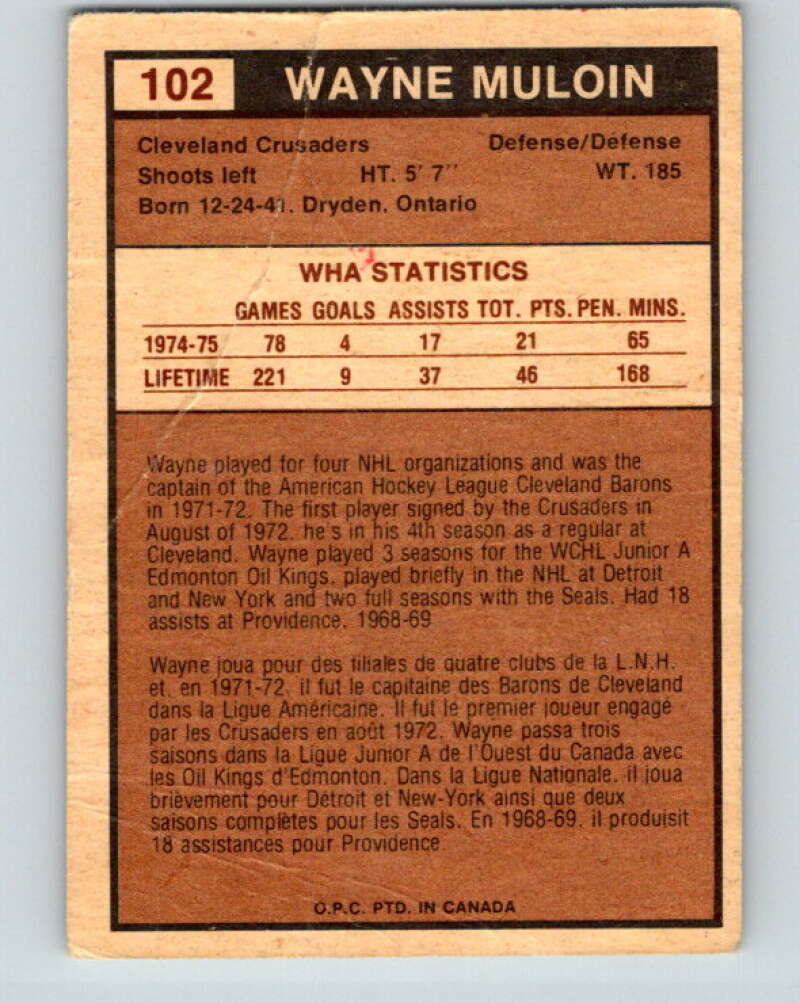 102 WAYNE MULOIN
Cleveland Crusaders Defense/Défense
Shoots left HT. 5' 7'' WT. 185
Born 12-24-41. Dryden. Ontario
WHA STATISTICS
GAMES GOALS ASSISTS TOT. PTS. PEN. MINS.
1974-75 78 4 17 21 65
LIFETIME 221 9 37 46 168
Wayne played for four NHL organizations and was the
captain of the American Hockey League Cleveland Barons
in 1971-72. The first player signed by the Crusaders in
August of 1972. he's in his 4th season as a regular at
Cleveland. Wayne played 3 seasons for the WCHL Junior A
Edmonton Oil Kings. played briefly in the NHL at Detroit
and New York and two full seasons with the Seals. Had 18
assists at Providence. 1968-69
Wayne joua pour des filiales de quatre clubs de la L.N.H.
et. en 1971-72. il fut le capitaine des Barons de Cleveland
dans la Ligue Américaine. Il fut le premier joueur engagé
par les Crusaders en août 1972. Wayne passa trois
saisons dans la Ligue Junior A de l'Ouest du Canada avec
les Oil Kings d'Edmonton. Dans la Ligue Nationale. il joua
brièvement pour Détroit et New-York ainsi que deux
saisons complètes pour les Seals. En 1968-69. il produisit
18 assistances pour Providence
O.P.C. PTD. IN CANADA